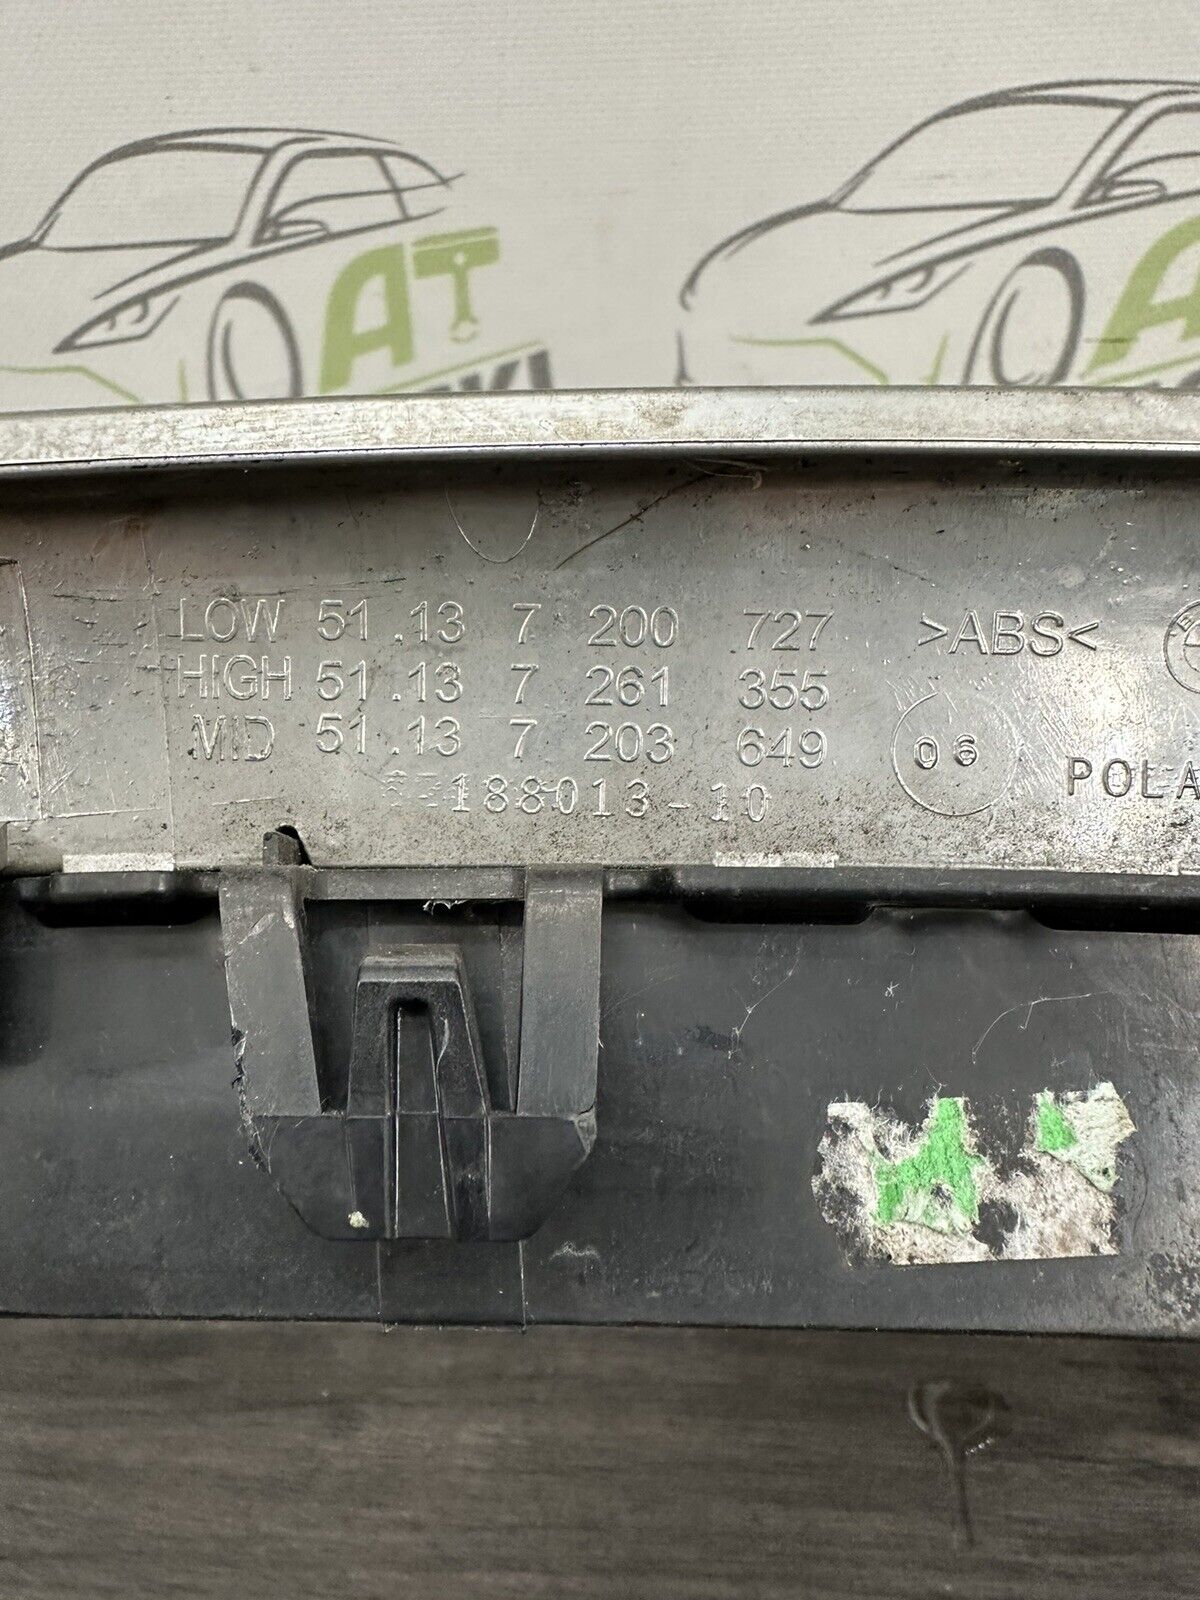 AT
LOW 51.13 7 200 727 >ABS<
HIGH 51.13 7 261 355
MID 51.13 7 203 649 06
188013-10 POLA